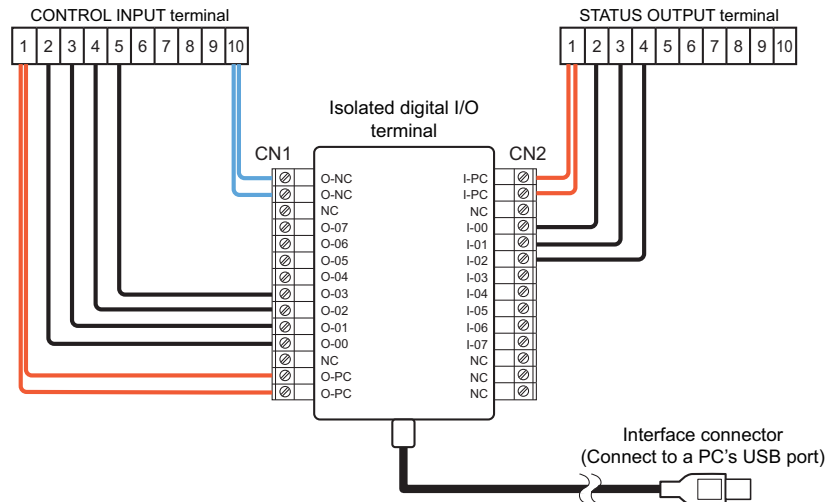 CONTROL INPUT terminal
1 2 3 4 5 6 7 8 9 10
STATUS OUTPUT terminal
1 2 3 4 5 6 7 8 9 10
Isolated digital I/O
terminal
CN1
CN2
O-NC
O-NC
NC
O-07
O-06
O-05
O-04
O-03
O-02
O-01
O-00
NC
O-PC
O-PC
I-PC
I-PC
NC
I-00
I-01
I-02
I-03
I-04
I-05
I-06
I-07
NC
NC
NC
Interface connector
(Connect to a PC's USB port)